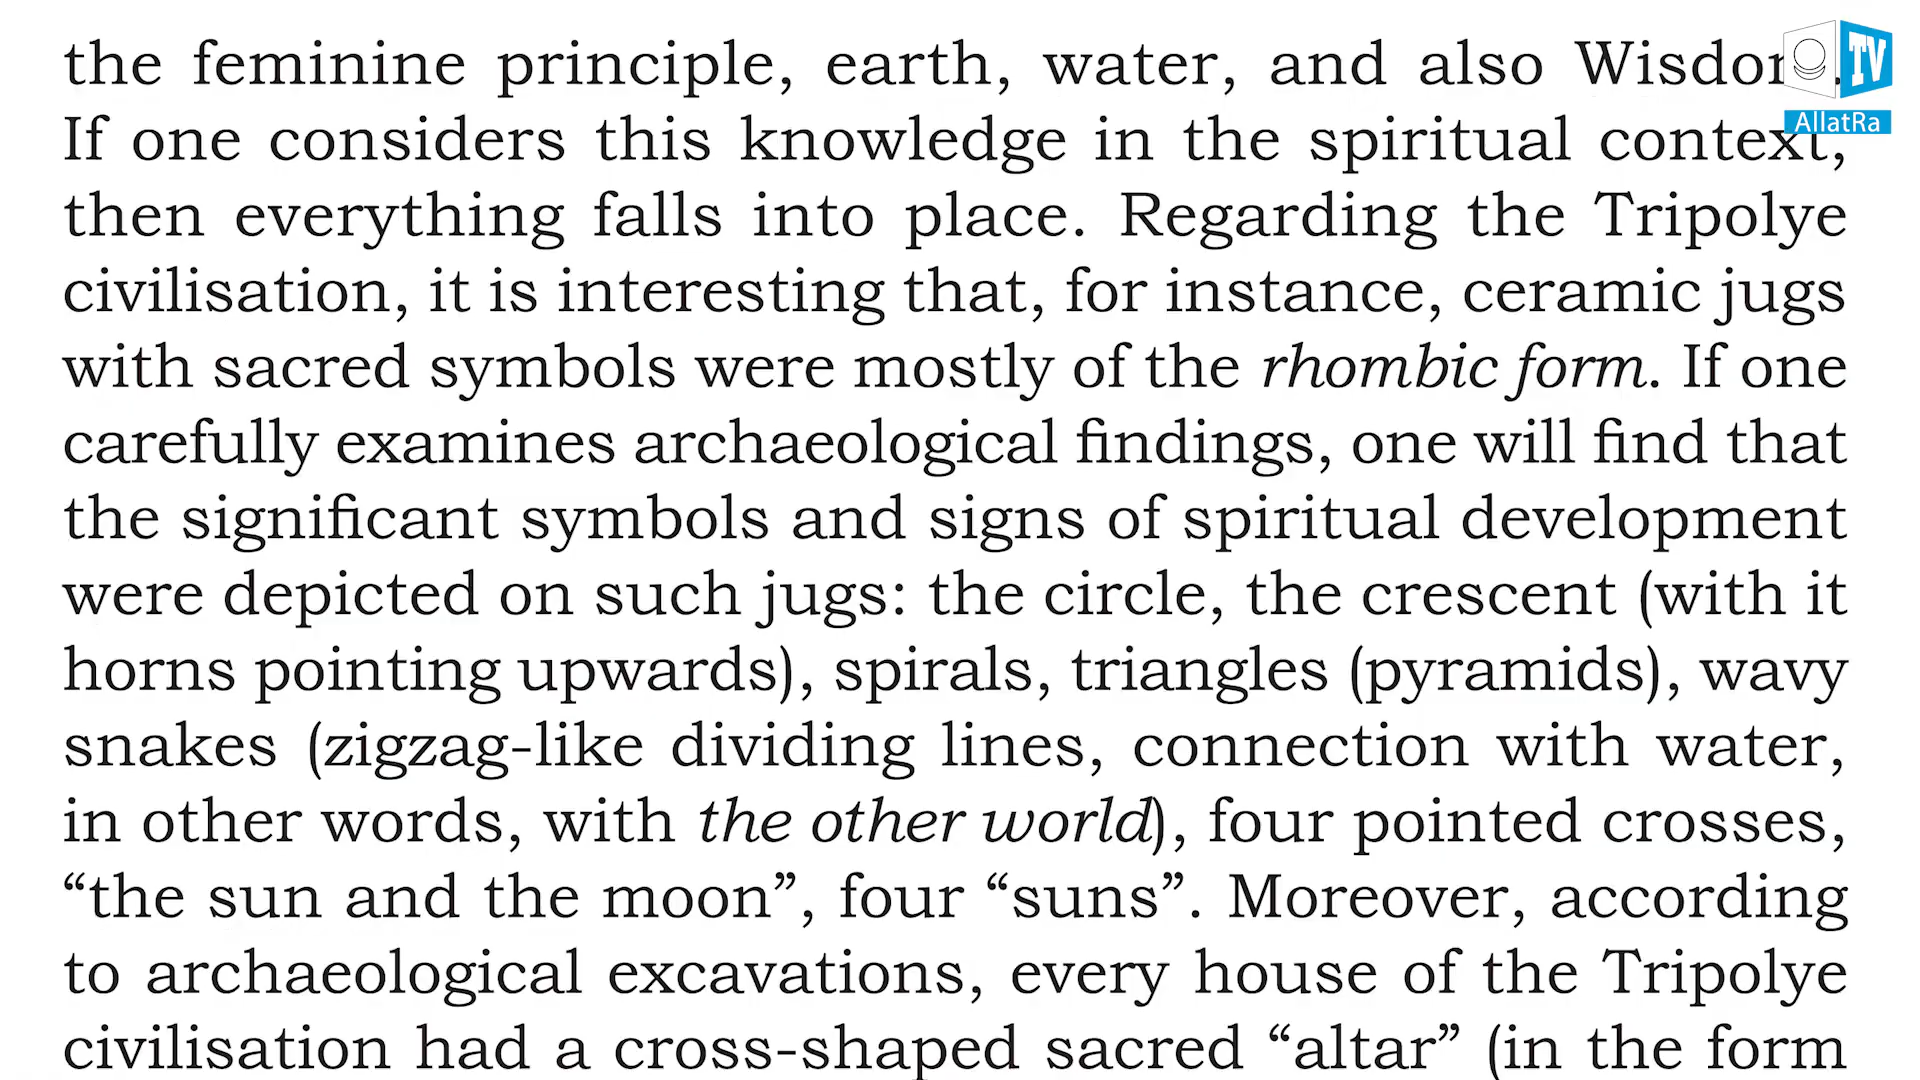 the feminine principle, earth, water, and also Wisdom.
If one considers this knowledge in the spiritual context,
then everything falls into place. Regarding the Tripolye
civilisation, it is interesting that, for instance, ceramic jugs
with sacred symbols were mostly of the rhombic form. If one
carefully examines archaeological findings, one will find that
the significant symbols and signs of spiritual development
were depicted on such jugs: the circle, the crescent (with it
horns pointing upwards), spirals, triangles (pyramids), wavy
snakes (zigzag-like dividing lines, connection with water,
in other words, with the other world), four pointed crosses,
“the sun and the moon”, four “suns”. Moreover, according
to archaeological excavations, every house of the Tripolye
civilisation had a cross-shaped sacred “altar” (in the form
TV
AllatRa